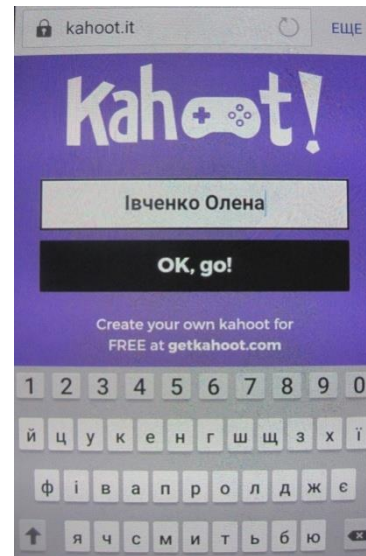 kahoot.it ЕЩЕ
Kahoot!
Івченко Олена
OK, go!
Create your own kahoot for
FREE at getkahoot.com
1 2 3 4 5 6 7 8 9 0
й ц у к е н г ш щ з х ї
ф і в а п р о л д ж є
я ч с м и т ь б ю